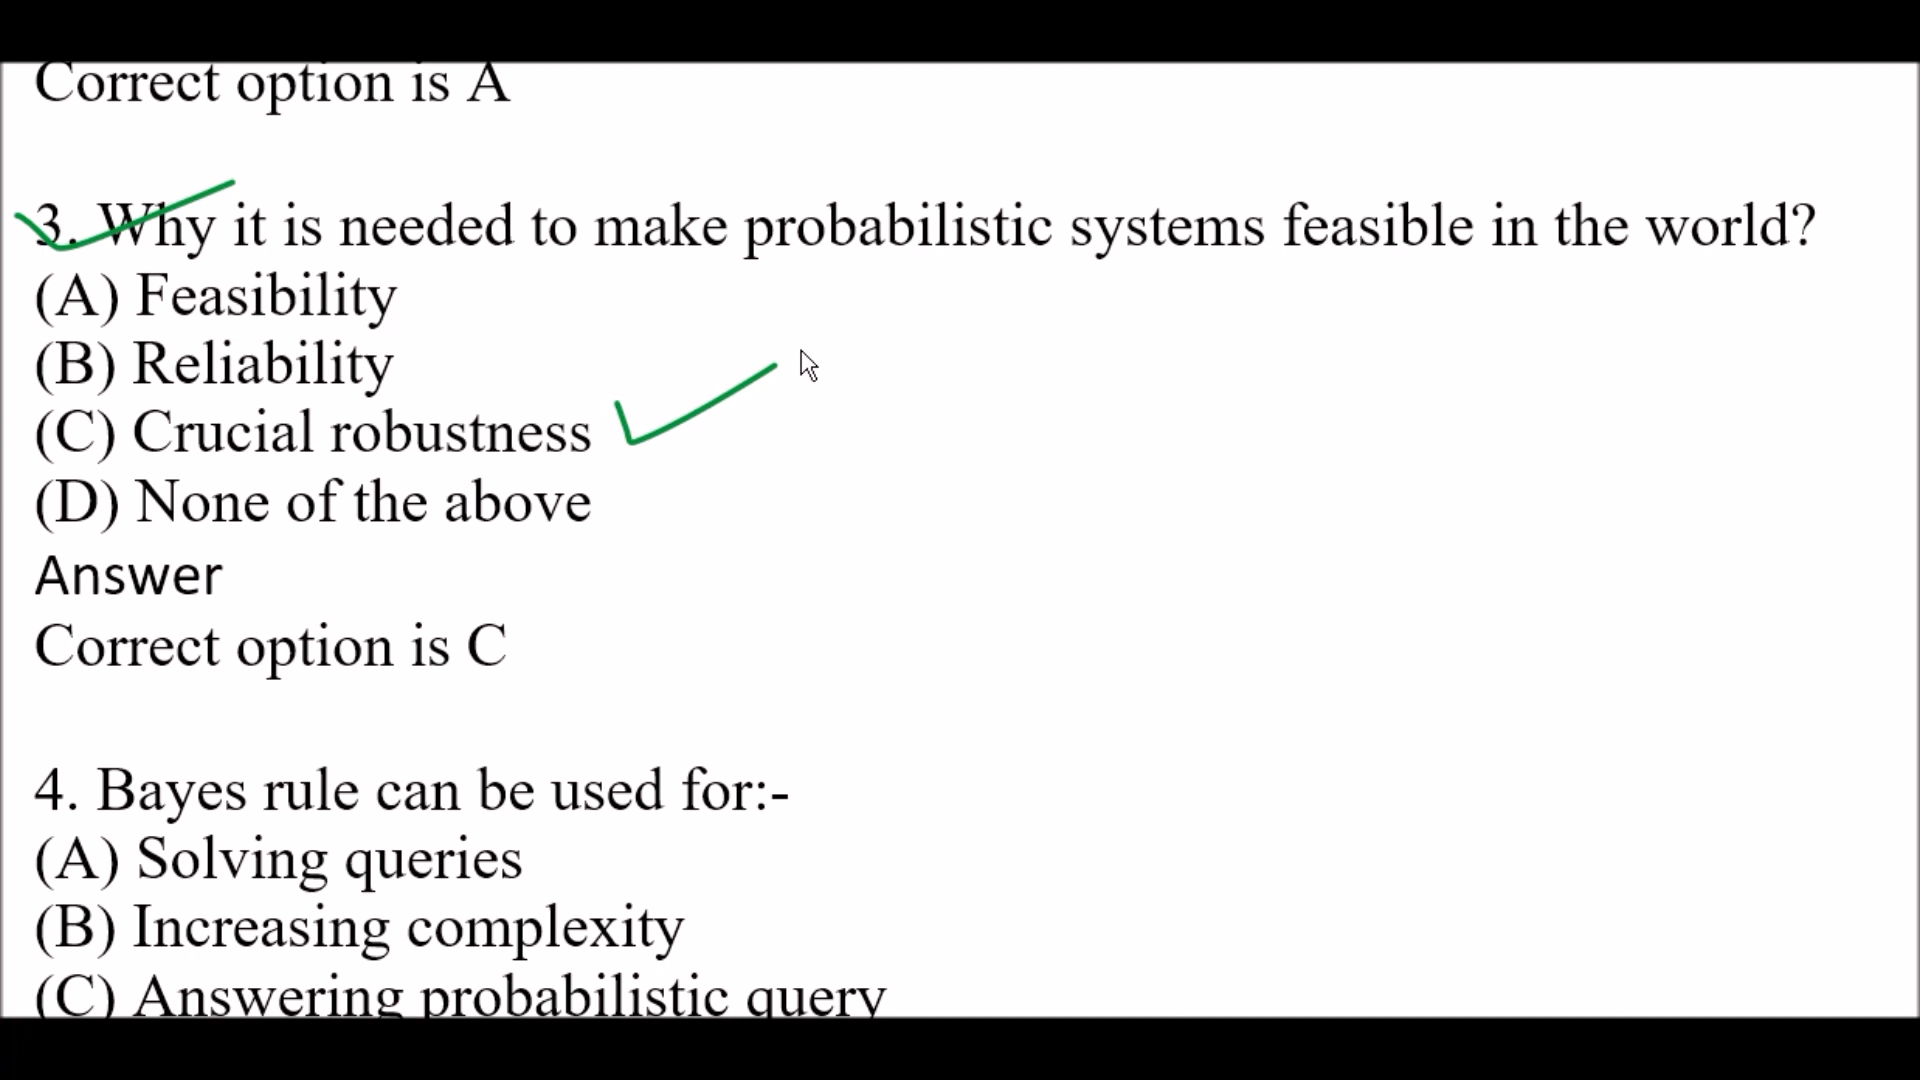 Correct option is A
3. Why it is needed to make probabilistic systems feasible in the world?
(A) Feasibility
(B) Reliability
(C) Crucial robustness
(D) None of the above
Answer
Correct option is C
4. Bayes rule can be used for:-
(A) Solving queries
(B) Increasing complexity
(C) Answering probabilistic query